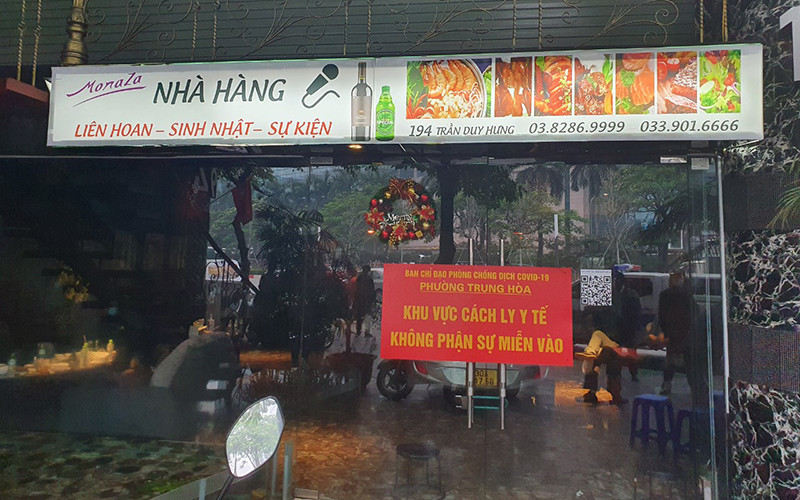 MonaZa
NHÀ HÀNG
LIÊN HOAN – SINH NHẬT– SỰ KIỆN
194 TRẦN DUY HƯNG 03.8286.9999 033.901.6666
Merry
BAN CHỈ ĐẠO PHÒNG CHỐNG DỊCH COVID-19
PHƯỜNG TRUNG HÒA
KHU VỰC CÁCH LY Y TẾ
KHÔNG PHẬN SỰ MIỄN VÀO